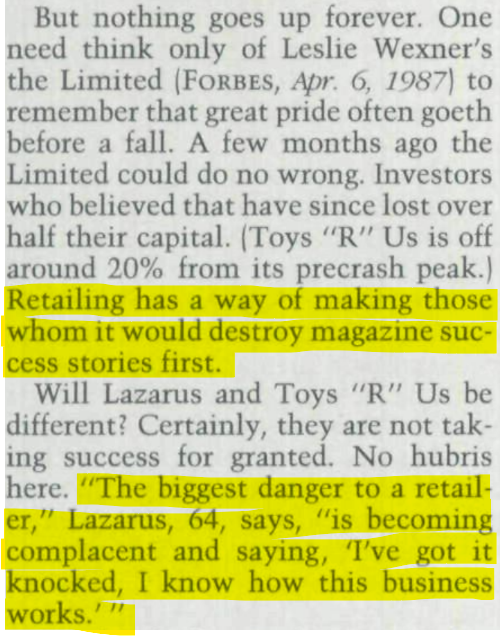 But nothing goes up forever. One
need think only of Leslie Wexner's
the Limited (FORBES, Apr. 6, 1987) to
remember that great pride often goeth
before a fall. A few months ago the
Limited could do no wrong. Investors
who believed that have since lost over
half their capital. (Toys "R" Us is off
around 20% from its precrash peak.)
Retailing has a way of making those
whom it would destroy magazine suc-
cess stories first.
Will Lazarus and Toys "R" Us be
different? Certainly, they are not tak-
ing success for granted. No hubris
here. "The biggest danger to a retail-
er," Lazarus, 64, says, "is becoming
complacent and saying, 'I've got it
knocked, I know how this business
works.' "